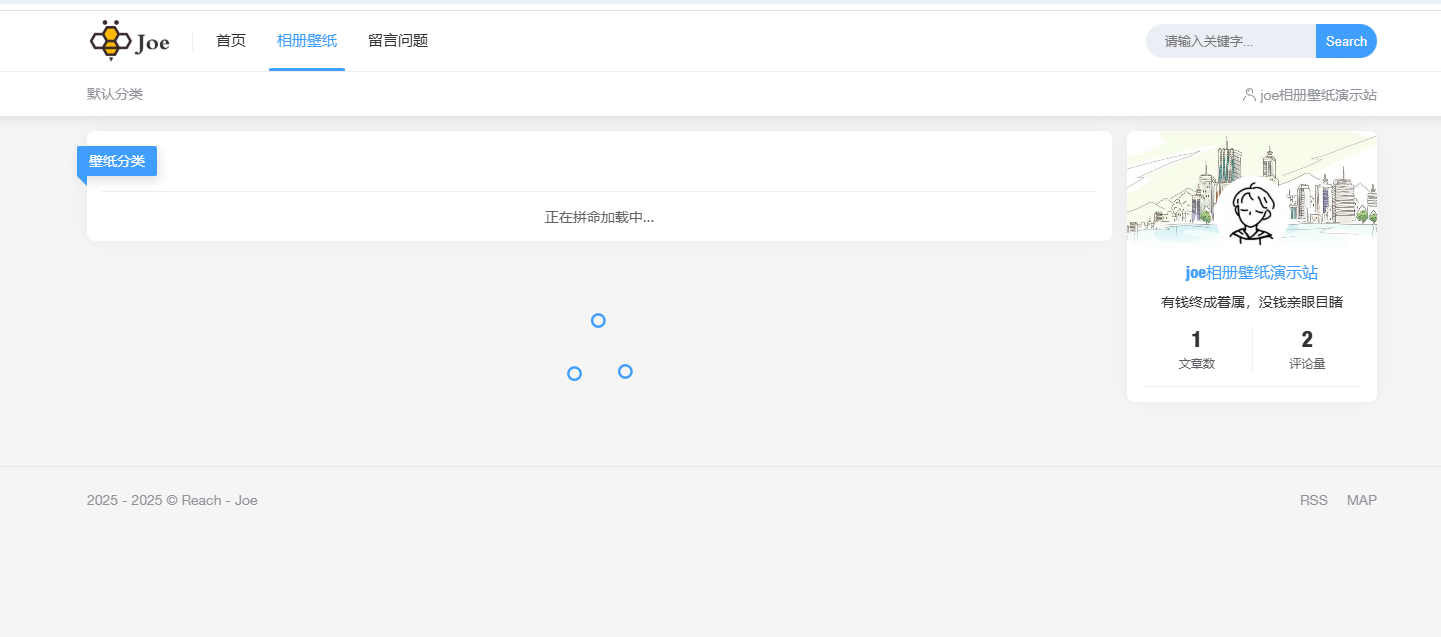 Joe
首页
相册壁纸
留言问题
请输入关键字...
Search
默认分类
joe相册壁纸演示站
壁纸分类
正在拼命加载中...
joe相册壁纸演示站
有钱终成眷属，没钱亲眼目睹
1
文章数
2
评论量
2025 - 2025 © Reach - Joe
RSS
MAP